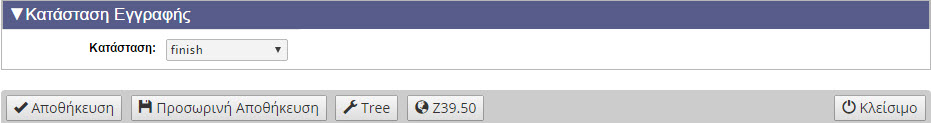 ▼Κατάσταση Εγγραφής
Κατάσταση: finish
Αποθήκευση Προσωρινή Αποθήκευση Tree Z39.50 Κλείσιμο